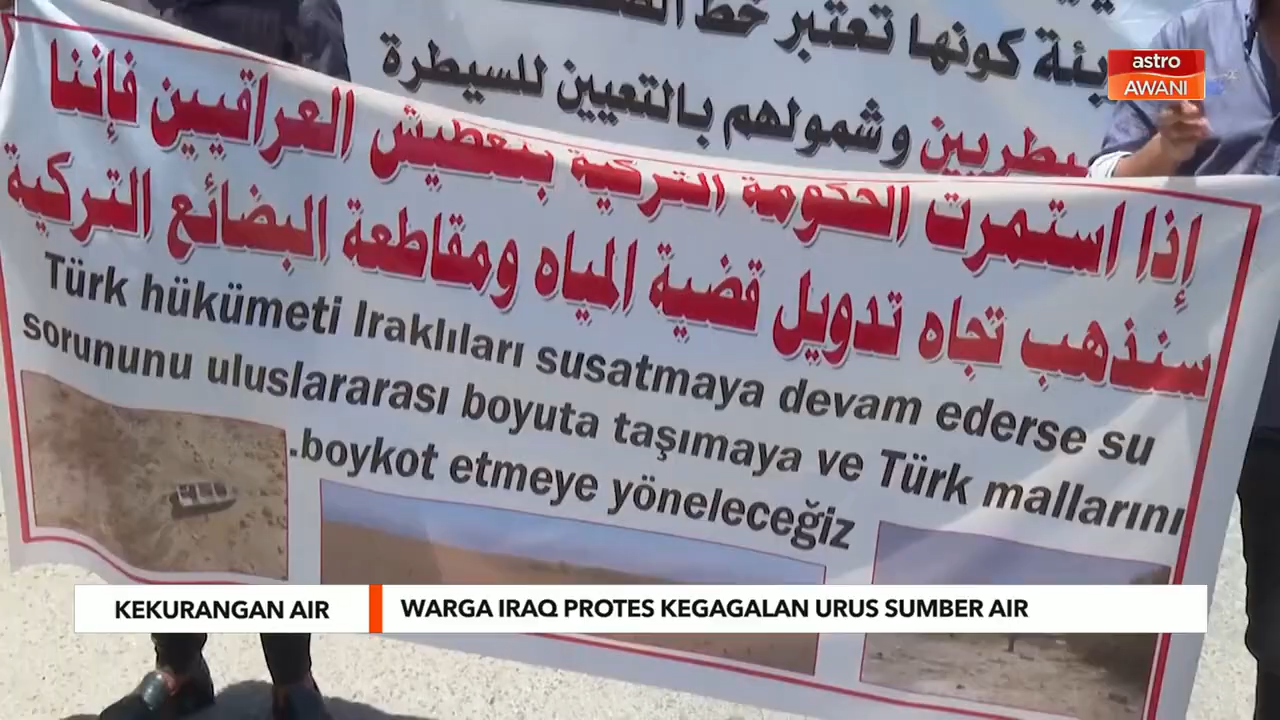 يئة كونها تعتبر خط
سيطريين وشمولهم بالتعيين للسيطرة
astro
AWANI
إذا استمرت الحكومة التركية بتعطيش العراقيين فإننا
سنذهب تجاه تدويل قضية المياه ومقاطعة البضائع التركية
Türk hükümeti Iraklıları susatmaya devam ederse su
sorununu uluslararası boyuta taşımaya ve Türk mallarını
.boykot etmeye yöneleceğiz
KEKURANGAN AIR
WARGA IRAQ PROTES KEGAGALAN URUS SUMBER AIR